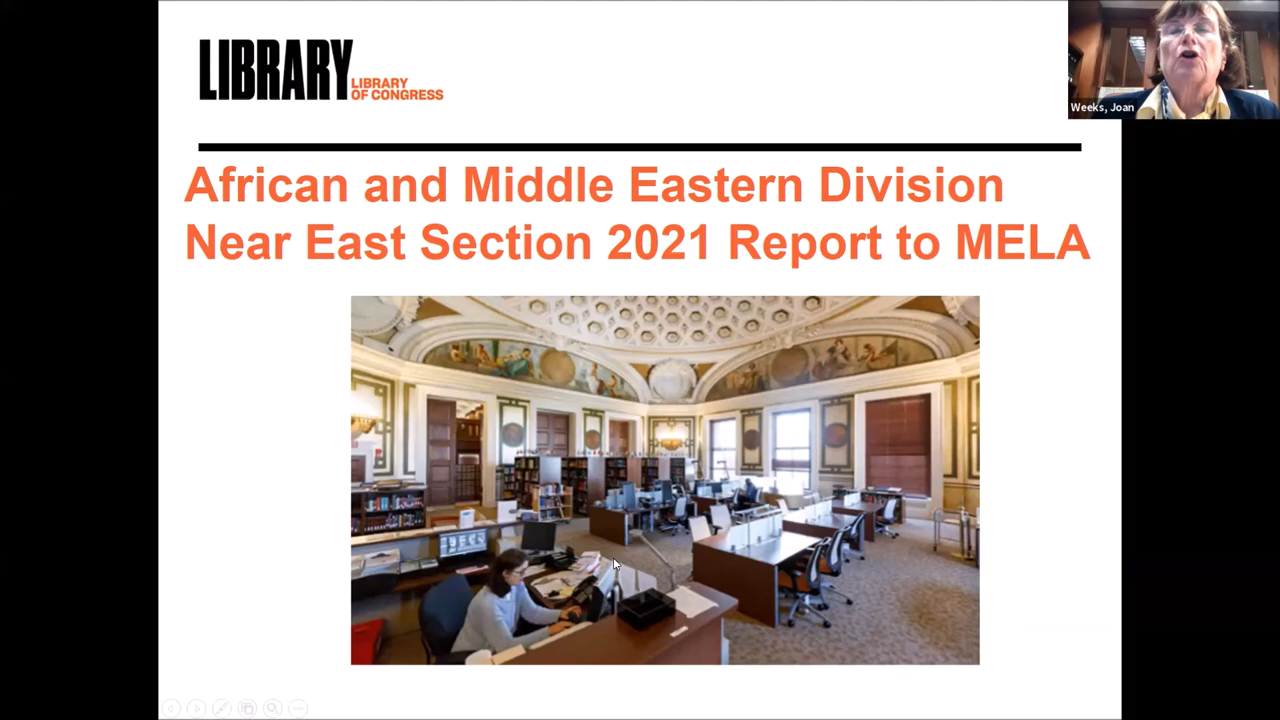 LIBRARY
LIBRARY
OF CONGRESS
Weeks, Joan
African and Middle Eastern Division
Near East Section 2021 Report to MELA